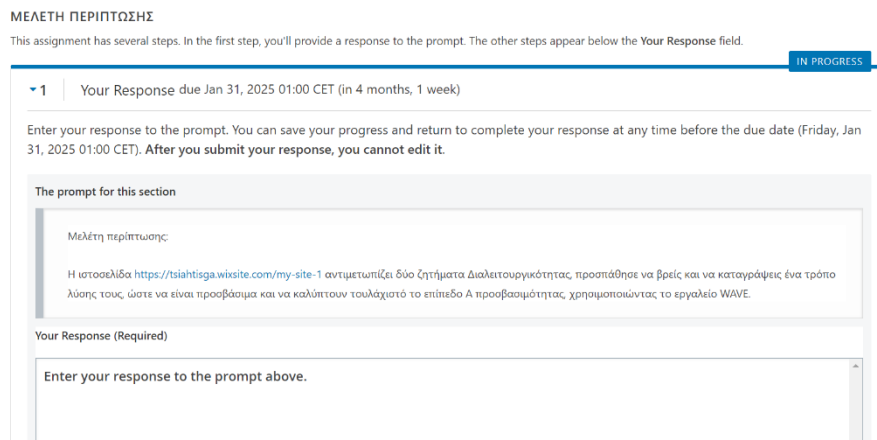 ΜΕΛΕΤΗ ΠΕΡΙΠΤΩΣΗΣ
This assignment has several steps. In the first step, you'll provide a response to the prompt. The other steps appear below the Your Response field.
IN PROGRESS
1 Your Response due Jan 31, 2025 01:00 CET (in 4 months, 1 week)
Enter your response to the prompt. You can save your progress and return to complete your response at any time before the due date (Friday, Jan
31, 2025 01:00 CET). After you submit your response, you cannot edit it.
The prompt for this section
Μελέτη περίπτωσης:
Η ιστοσελίδα https://tsiahtisga.wixsite.com/my-site-1 αντιμετωπίζει δύο ζητήματα Διαλειτουργικότητας, προσπάθησε να βρείς και να καταγράψεις ένα τρόπο
λύσης τους, ώστε να είναι προσβάσιμα και να καλύπτουν τουλάχιστό το επίπεδο Α προσβασιμότητας, χρησιμοποιώντας το εργαλείο WAVE.
Your Response (Required)
Enter your response to the prompt above.